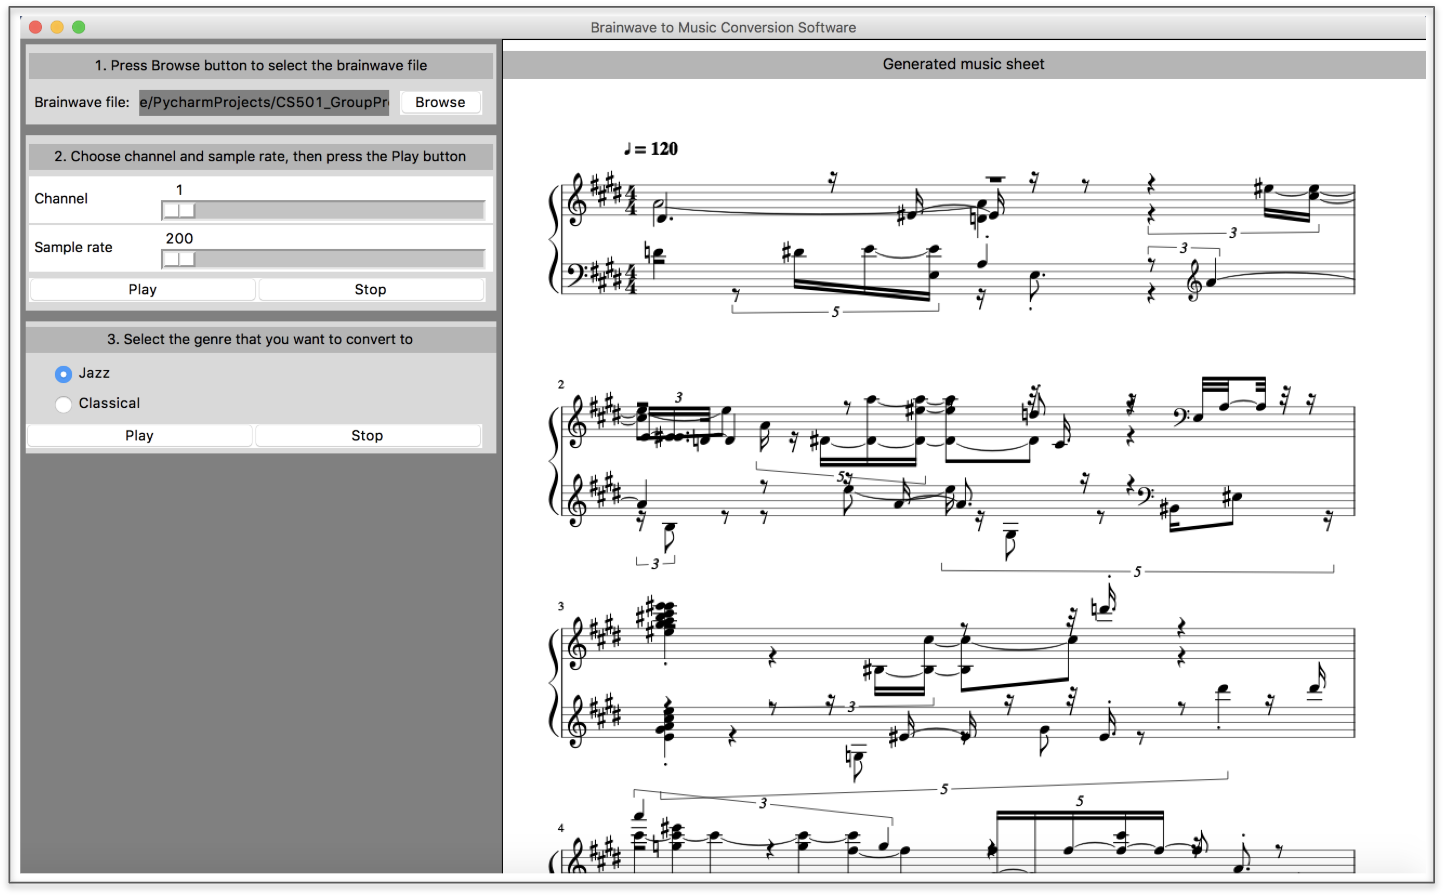 Brainwave to Music Conversion Software
1. Press Browse button to select the brainwave file
Brainwave file: e/PycharmProjects/CS501_GroupPr Browse
2. Choose channel and sample rate, then press the Play button
Channel 1
Sample rate 200
Play Stop
3. Select the genre that you want to convert to
Jazz
Classical
Play Stop
Generated music sheet
= 120
4
4
4
4
3
3
5
2
3
5
3
5
3
3
5
4
3
5